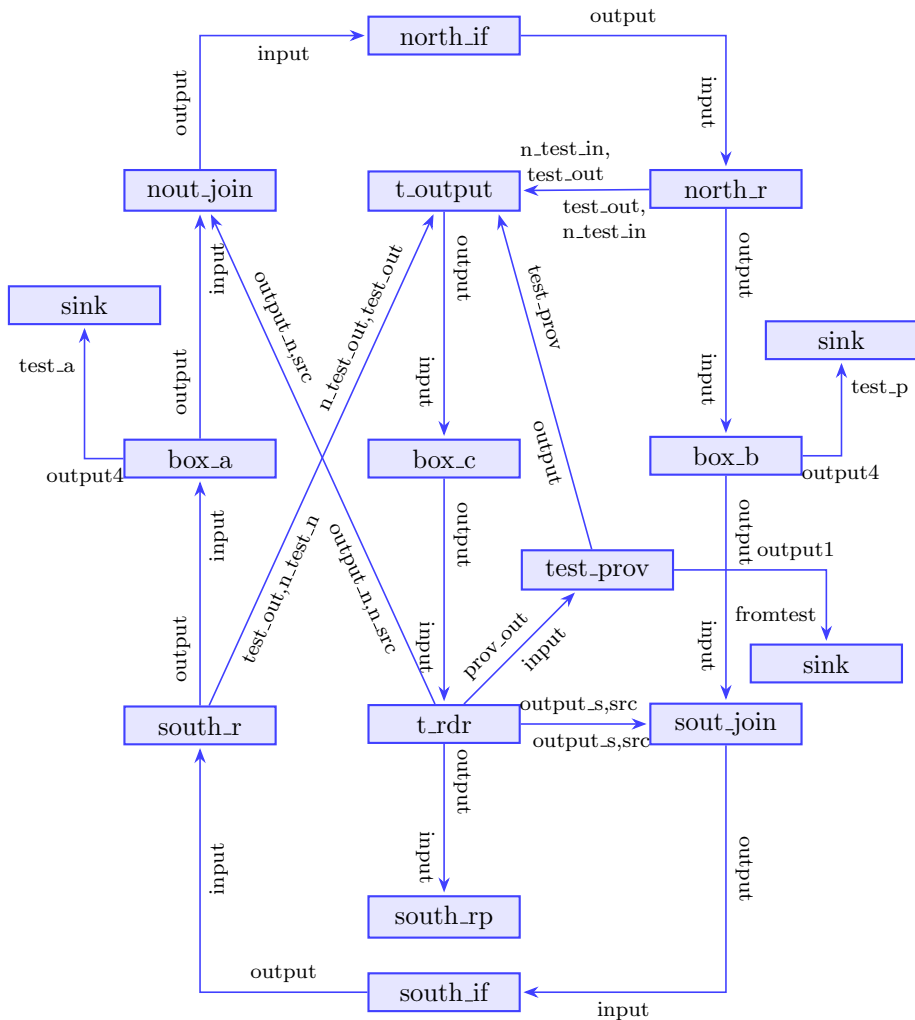 output
north_if
input
output
input
n_test_in,
test_out
nout_join
t_output
north_r
test_out,
n_test_in
input
output
output
output_n,src
n_test_out,test_out
test_prov
sink
sink
test_a
output
input
input
test_p
box_a
box_c
box_b
output4
output
output4
input
output
output
output1
test_out,n_test_n
output_n,n_src
test_prov
fromtest
output
input
prov_out
input
input
sink
output_s,src
south_r
t_rdr
sout_join
output_s,src
output
input
input
output
south_rp
output
south_if
input